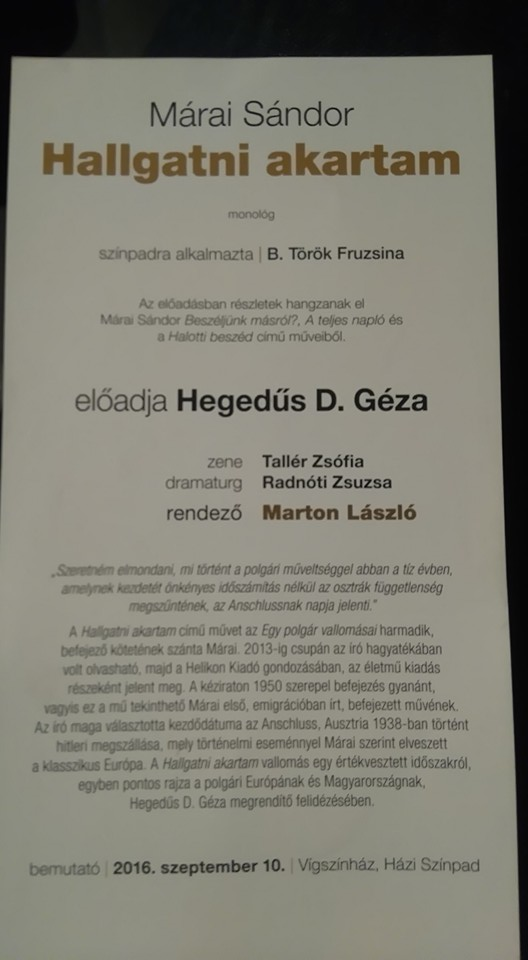 Márai Sándor
Hallgatni akartam
monológ
színpadra alkalmazta | B. Török Fruzsina
Az előadásban részletek hangzanak el
Márai Sándor Beszéljünk másról?, A teljes napló és
a Halotti beszéd című műveiből.
előadja Hegedűs D. Géza
zene Tallér Zsófia
dramaturg Radnóti Zsuzsa
rendező Marton László
„Szeretném elmondani, mi történt a polgári műveltséggel abban a tíz évben,
amelynek kezdetét önkényes időszámítás nélkül az osztrák függetlenség
megszűntének, az Anschlussnak napja jelenti.”
A Hallgatni akartam című művet az Egy polgár vallomásai harmadik,
befejező kötetének szánta Márai. 2013-ig csupán az író hagyatékában
volt olvasható, majd a Helikon Kiadó gondozásában, az életmű kiadás
részeként jelent meg. A kéziraton 1950 szerepel befejezés gyanánt,
vagyis ez a mű tekinthető Márai első, emigrációban írt, befejezett művének.
Az író maga választotta kezdődátuma az Anschluss, Ausztria 1938-ban történt
hitleri megszállása, mely történelmi eseménnyel Márai szerint elveszett
a klasszikus Európa. A Hallgatni akartam vallomás egy értékvesztett időszakról,
egyben pontos rajza a polgári Európának és Magyarországnak,
Hegedűs D. Géza megrendítő felidézésében.
bemutató | 2016. szeptember 10. | Vígszínház, Házi Színpad